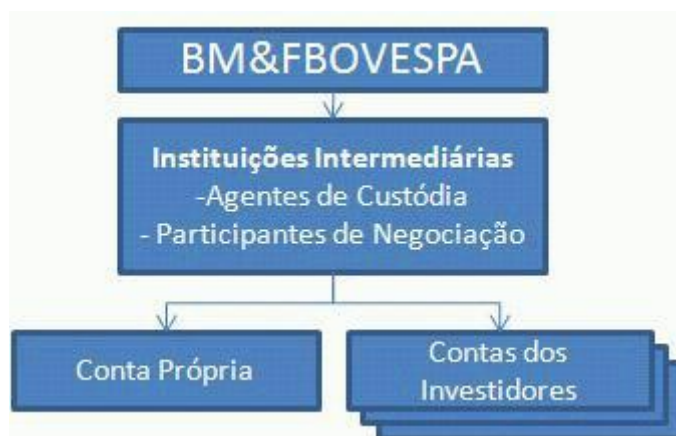 BM&FBOVESPA
Instituições Intermediárias
-Agentes de Custódia
- Participantes de Negociação
Conta Própria
Contas dos
Investidores